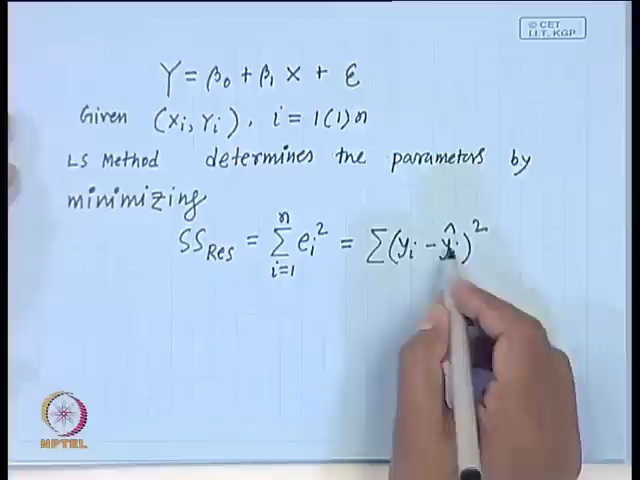 © CET
I.I.T. KGP
Y = β₀ + β₁ X + ε
Given (xᵢ, Yᵢ), i = 1(1)n
LS Method determines the parameters by
minimizing
SS_Res = ∑_{i=1}^{n} eᵢ² = ∑(yᵢ - ŷᵢ)²
NPTEL